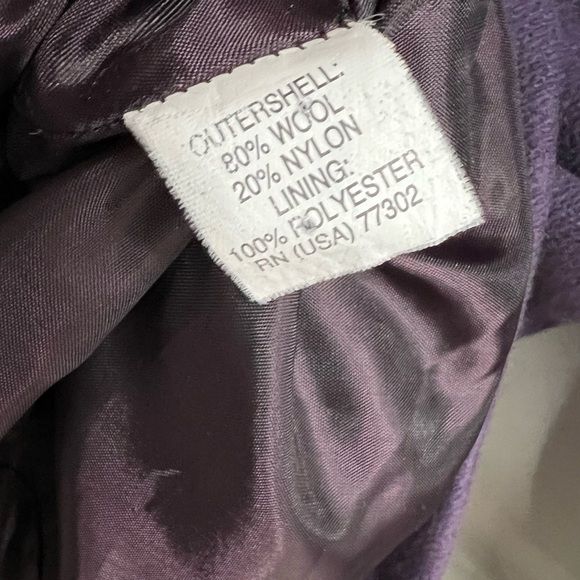 OUTERSHELL:
80% WOOL
20% NYLON
LINING:
100% POLYESTER
RN (USA) 77302